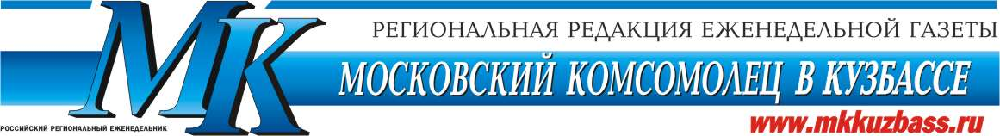 МК
РЕГИОНАЛЬНАЯ РЕДАКЦИЯ ЕЖЕНЕДЕЛЬНОЙ ГАЗЕТЫ
МОСКОВСКИЙ КОМСОМОЛЕЦ В КУЗБАССЕ
РОССИЙСКИЙ РЕГИОНАЛЬНЫЙ ЕЖЕНЕДЕЛЬНИК
www.mkkuzbass.ru